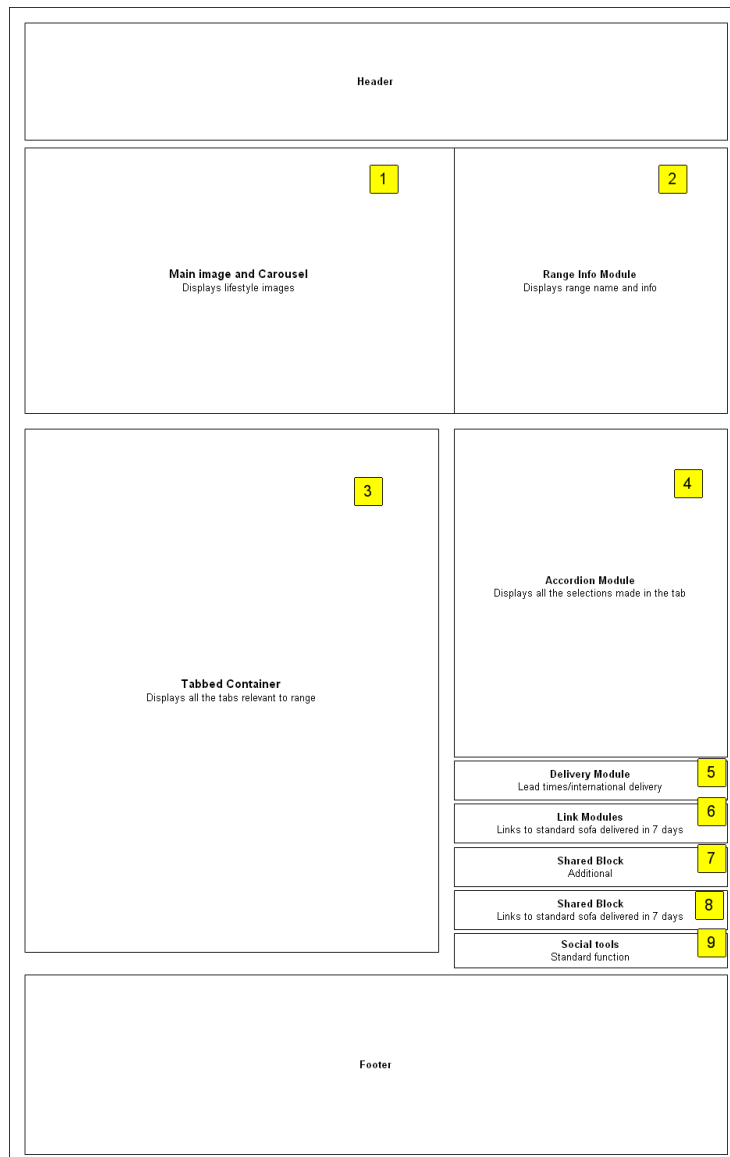 Header
1
2
Main image and Carousel
Displays lifestyle images
Range Info Module
Displays range name and info
3
4
Accordion Module
Displays all the selections made in the tab
Tabbed Container
Displays all the tabs relevant to range
5
Delivery Module
Lead times/international delivery
6
Link Modules
Links to standard sofa delivered in 7 days
7
Shared Block
Additional
8
Shared Block
Links to standard sofa delivered in 7 days
9
Social tools
Standard function
Footer